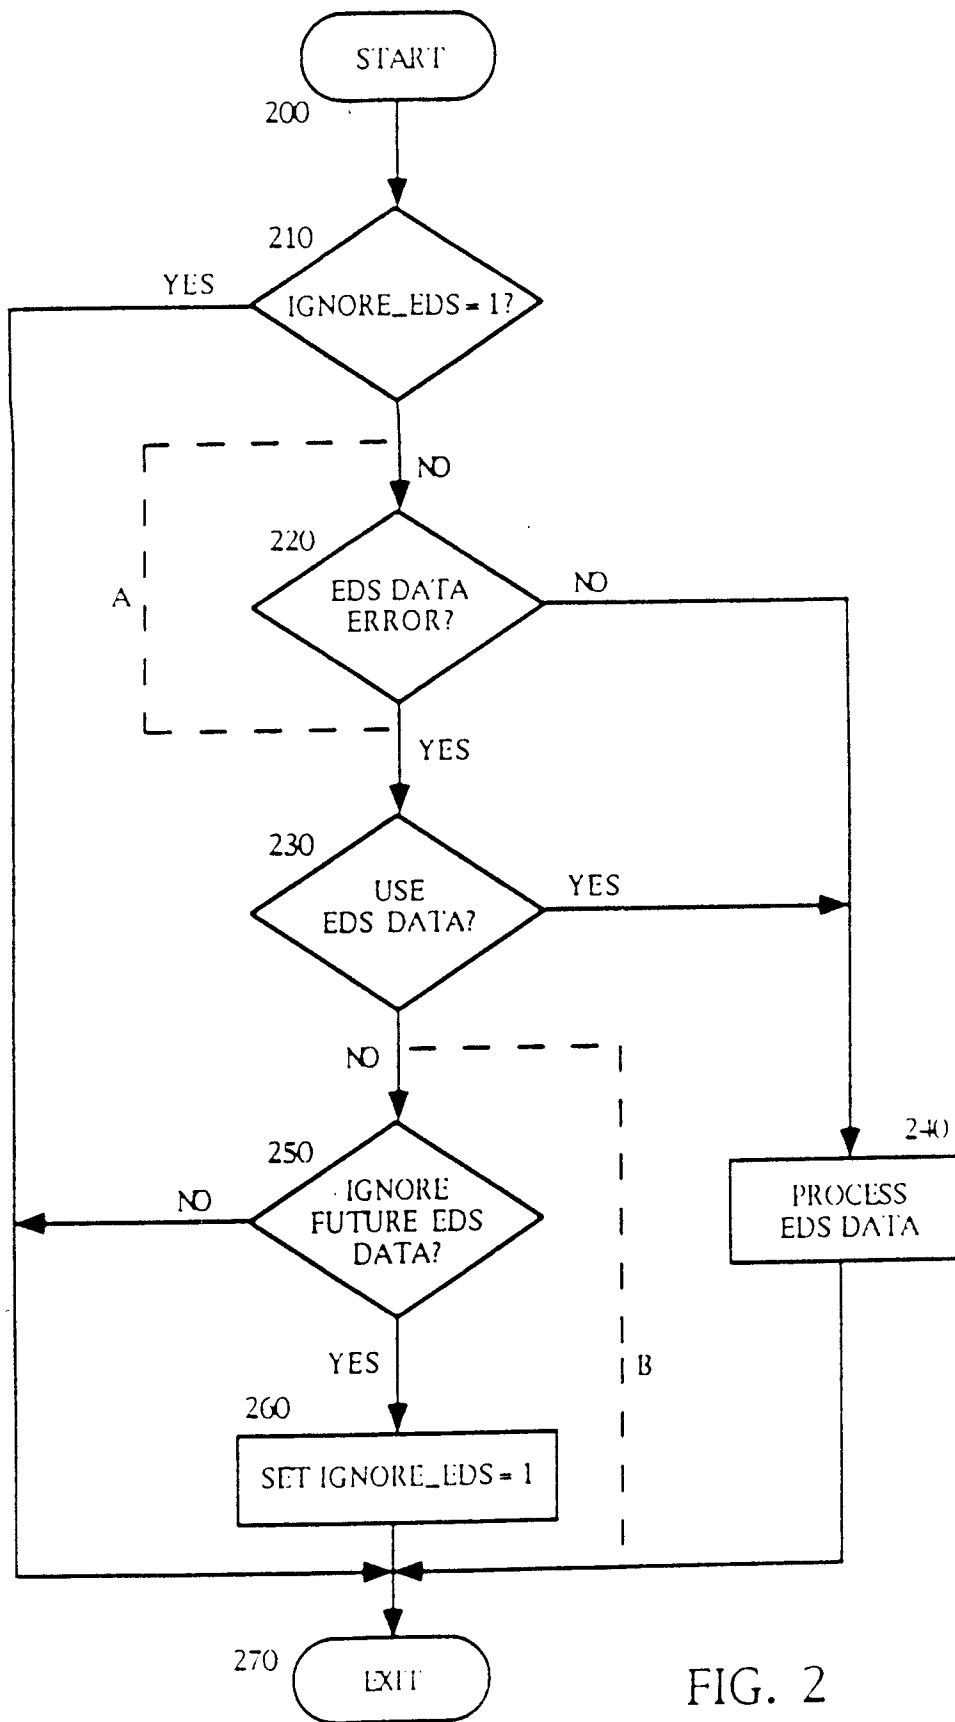 START
200
210
YES
IGNORE_EDS = 1?
NO
220
EDS DATA
ERROR?
NO
A
YES
230
USE
EDS DATA?
YES
NO
250
IGNORE
FUTURE EDS
DATA?
NO
240
PROCESS
EDS DATA
YES
B
260
SET IGNORE_EDS = 1
270
EXIT
FIG. 2